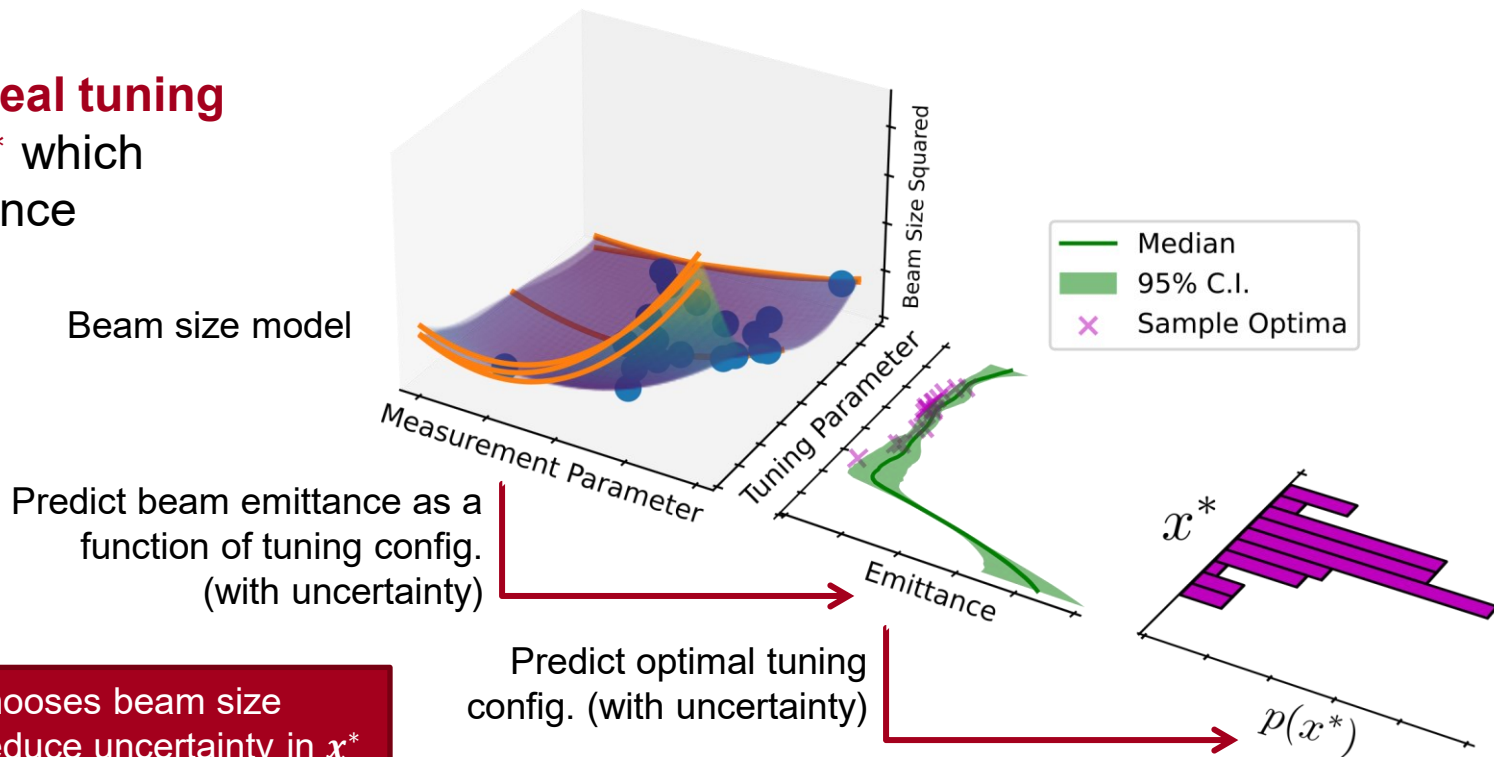 eal tuning
* which
nce
Beam size model
Beam Size Squared
Measurement Parameter
Tuning Parameter
Median
95% C.I.
Sample Optima
Predict beam emittance as a
function of tuning config.
(with uncertainty)
Emittance
x*
Predict optimal tuning
config. (with uncertainty)
p(x*)
ooses beam size
educe uncertainty in x*